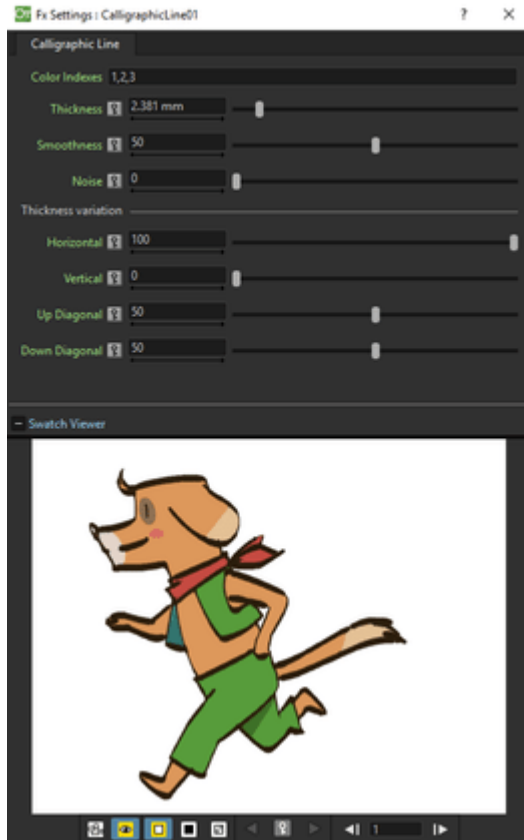 Fx Settings : CalligraphicLine01
Calligraphic Line
Color Indexes 1,2,3
Thickness 2.381 mm
Smoothness 50
Noise 0
Thickness variation
Horizontal 100
Vertical 0
Up Diagonal 50
Down Diagonal 50
Swatch Viewer
1